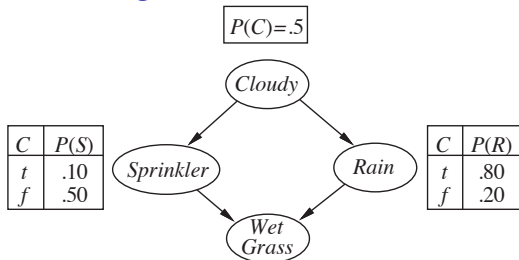 P(C)=.5
Cloudy
C P(S)
t .10
f .50
Sprinkler
Rain
C P(R)
t .80
f .20
Wet
Grass